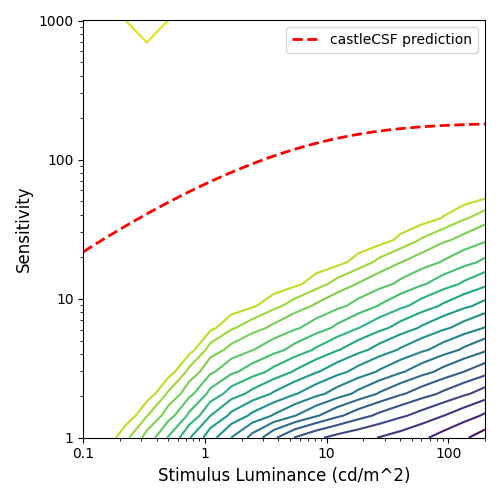 1000
castleCSF prediction
100
Sensitivity
10
1
0.1 1 10 100
Stimulus Luminance (cd/m^2)